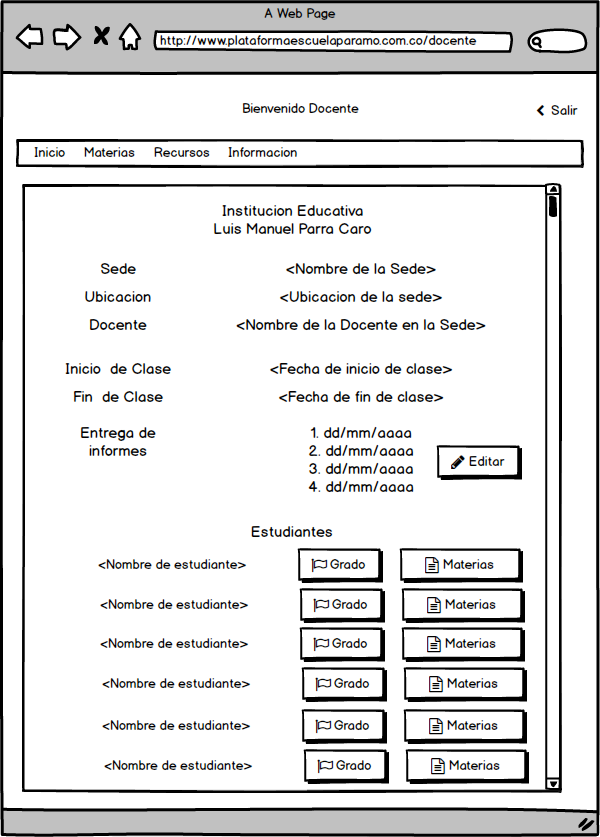 A Web Page
http://www.plataformaescuelaparamo.com.co/docente
Bienvenido Docente
Salir
Inicio Materias Recursos Informacion
Institucion Educativa
Luis Manuel Parra Caro
Sede <Nombre de la Sede>
Ubicacion <Ubicacion de la sede>
Docente <Nombre de la Docente en la Sede>
Inicio de Clase <Fecha de inicio de clase>
Fin de Clase <Fecha de fin de clase>
Entrega de
informes
1. dd/mm/aaaa
2. dd/mm/aaaa
3. dd/mm/aaaa
4. dd/mm/aaaa
Editar
Estudiantes
<Nombre de estudiante> Grado Materias
<Nombre de estudiante> Grado Materias
<Nombre de estudiante> Grado Materias
<Nombre de estudiante> Grado Materias
<Nombre de estudiante> Grado Materias
<Nombre de estudiante> Grado Materias